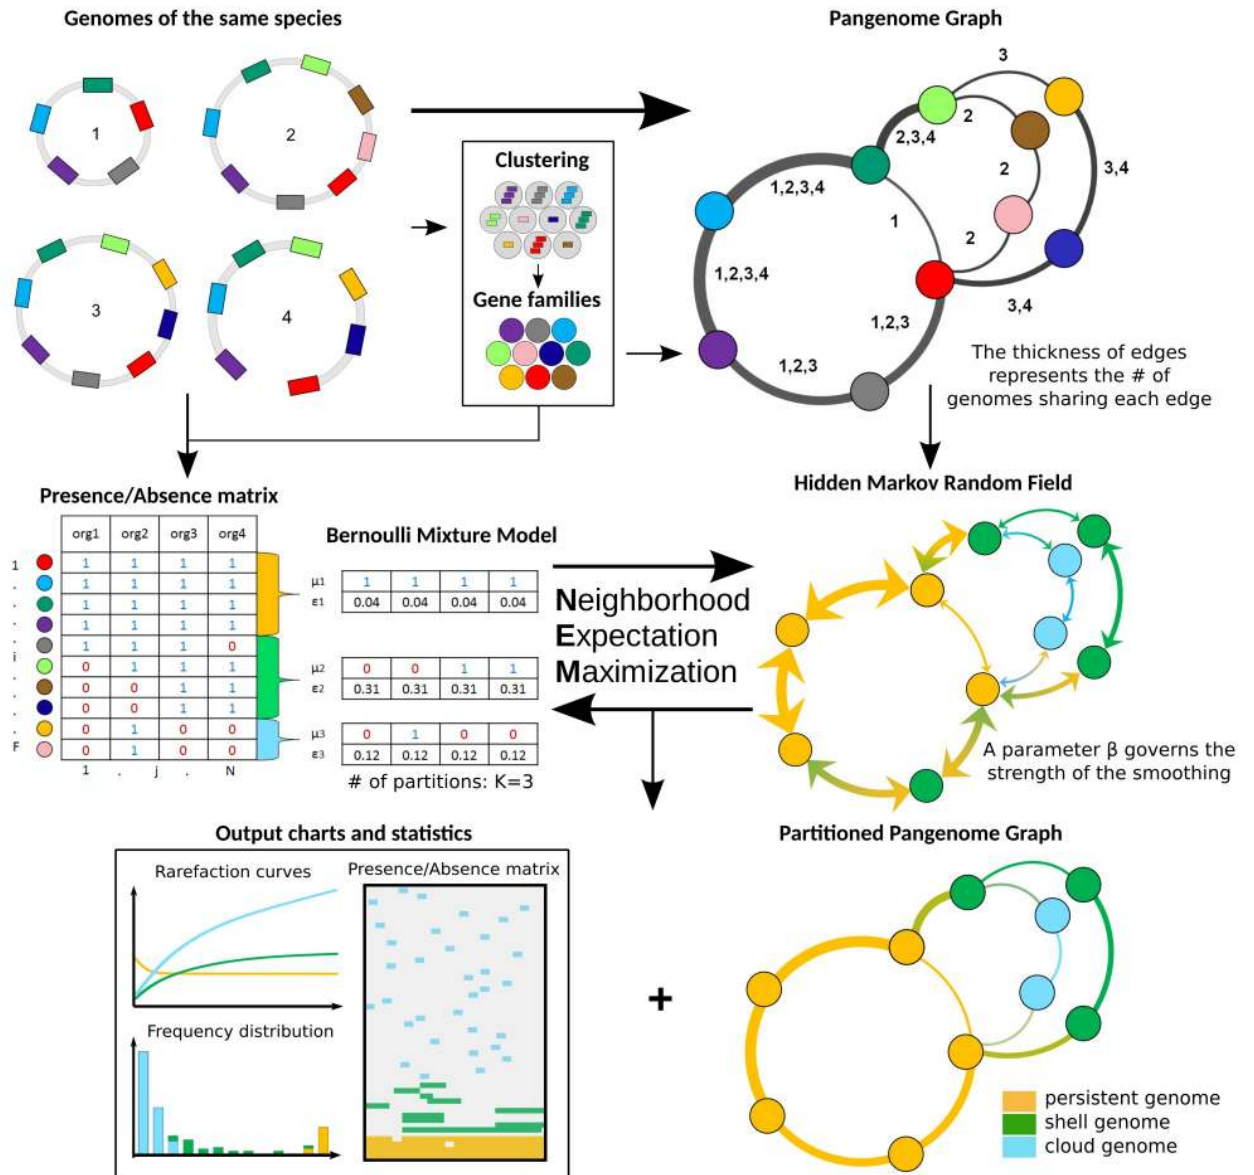 Genomes of the same species
Pangenome Graph
1
2
3
4
Clustering
Gene families
3
2
2,3,4
1,2,3,4
2
3,4
1
2
1,2,3,4
3,4
1,2,3
1,2,3
The thickness of edges
represents the # of
genomes sharing each edge
Presence/Absence matrix
org1 org2 org3 org4
1 1 1 1 1
. 1 1 1 1
. 1 1 1 1
. 1 1 1 1
. 1 1 1 0
i 0 1 1 1
. 0 0 1 1
. 0 0 1 1
. 0 1 0 0
F 0 1 0 0
1 . j . N
Bernoulli Mixture Model
μ1 1 1 1 1
ε1 0.04 0.04 0.04 0.04
μ2 0 0 1 1
ε2 0.31 0.31 0.31 0.31
μ3 0 1 0 0
ε3 0.12 0.12 0.12 0.12
# of partitions: K=3
Neighborhood
Expectation
Maximization
Hidden Markov Random Field
A parameter β governs the
strength of the smoothing
Output charts and statistics
Rarefaction curves
Presence/Absence matrix
Frequency distribution
+
Partitioned Pangenome Graph
persistent genome
shell genome
cloud genome